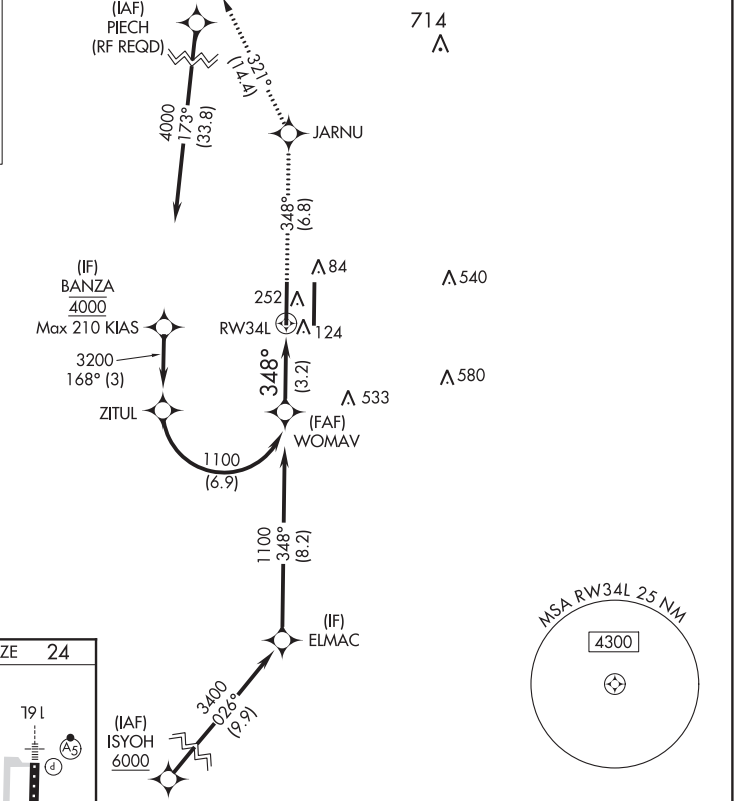 (IAF)
PIECH
(RF REQD)
714
321°
(14.4)
4000
173°
(33.8)
JARNU
348°
(6.8)
(IF)
BANZA
4000
Max 210 KIAS
84
540
252
RW34L
124
3200
168° (3)
348°
(3.2)
580
533
ZITUL
(FAF)
WOMAV
1100
(6.9)
1100
348°
(8.2)
MSA RW34L 25 NM
4300
(IF)
ELMAC
ZE 24
3400
026°
(9.9)
16L
A5
P
(IAF)
ISYOH
6000